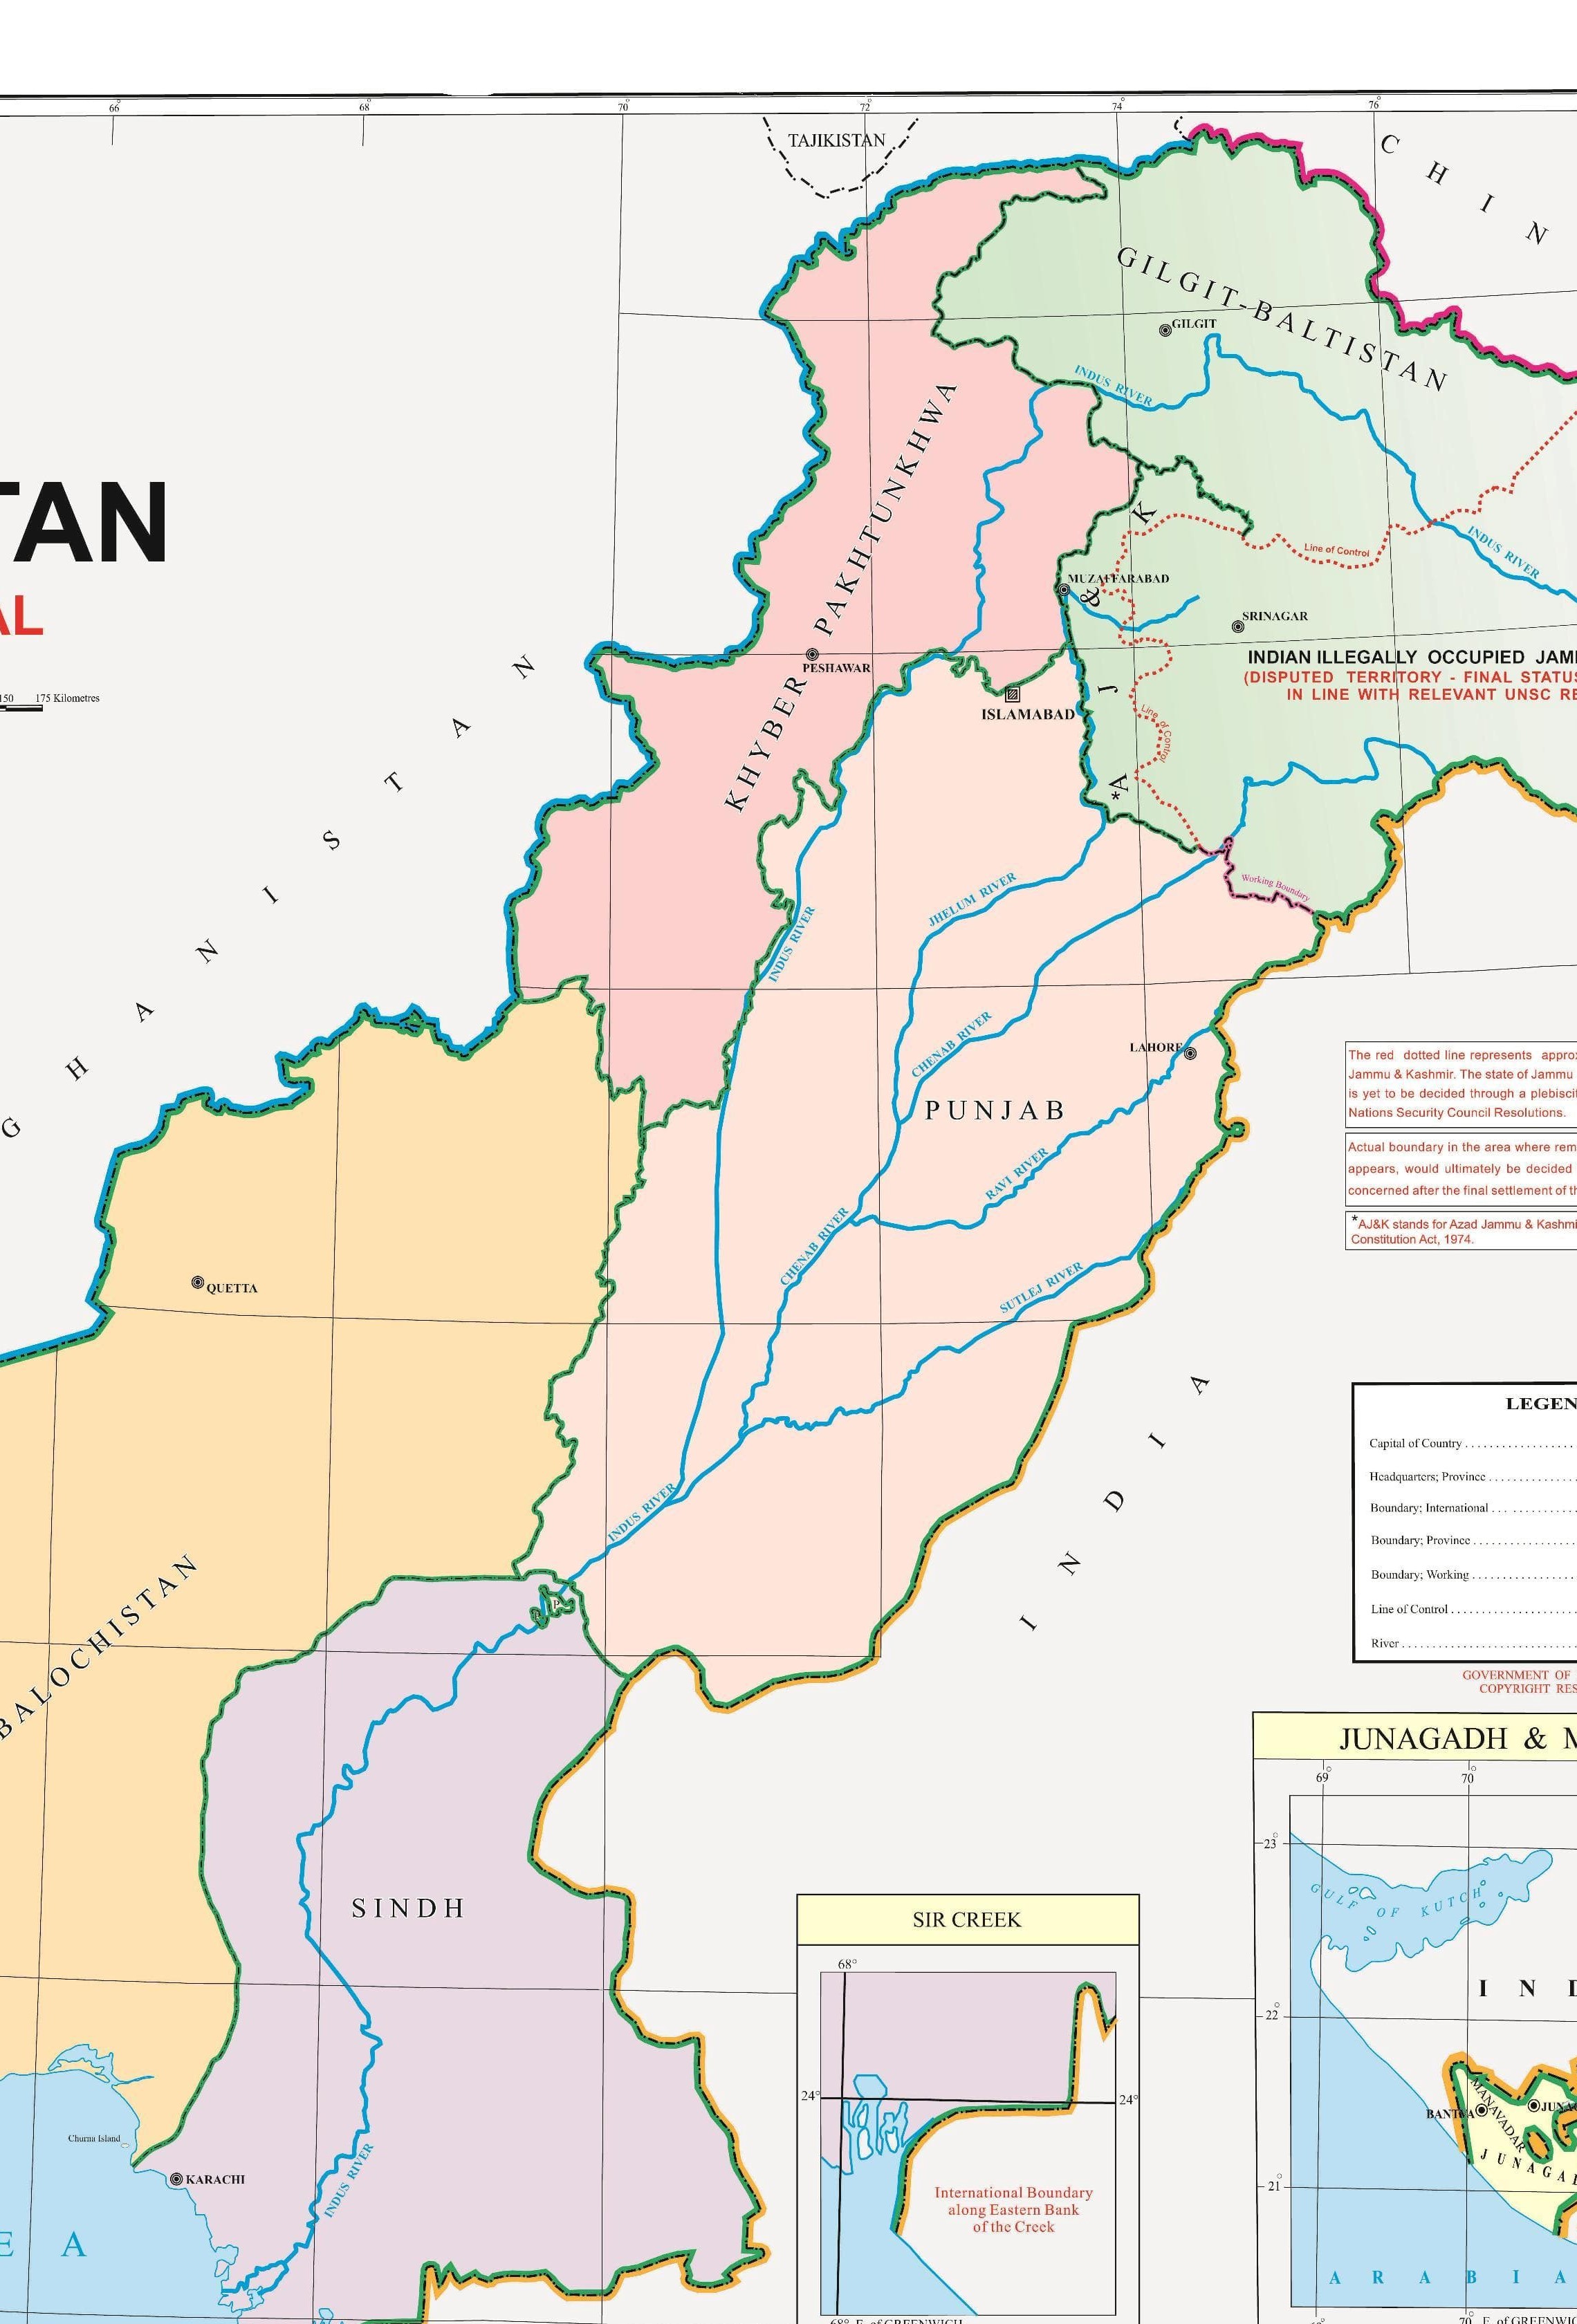 66°
68°
70°
72°
74°
76°
TAJIKISTAN
C H I N
GILGIT-BALTISTAN
GILGIT
INDUS RIVER
TAN
AL
150 175 Kilometres
G H A N I S T A N
KHYBER PAKHTUNKHWA
*A J & K
Line of Control
INDUS RIVER
MUZAFFARABAD
SRINAGAR
PESHAWAR
INDIAN ILLEGALLY OCCUPIED JAM
(DISPUTED TERRITORY - FINAL STATUS
IN LINE WITH RELEVANT UNSC RE
ISLAMABAD
Line of Control
Working Boundary
JHELUM RIVER
INDUS RIVER
CHENAB RIVER
LAHORE
The red dotted line represents approx
Jammu & Kashmir. The state of Jammu
is yet to be decided through a plebiscit
Nations Security Council Resolutions.
PUNJAB
Actual boundary in the area where rem
appears, would ultimately be decided
concerned after the final settlement of th
RAVI RIVER
*AJ&K stands for Azad Jammu & Kashmi
Constitution Act, 1974.
CHENAB RIVER
QUETTA
SUTLEJ RIVER
I N D I A
LEGEN
Capital of Country
Headquarters; Province
Boundary; International
Boundary; Province
Boundary; Working
Line of Control
River
INDUS RIVER
BALOCHISTAN
P
GOVERNMENT OF
COPYRIGHT RES
JUNAGADH & M
69°
70°
23°
GULF OF KUTCH
SINDH
SIR CREEK
68°
I N D
22°
24°
24°
MANAVADAR
BANTVA
JUNA
JUNAGAD
Churna Island
KARACHI
INDUS RIVER
21°
International Boundary
along Eastern Bank
of the Creek
E A
A R A B I A
68° E. of GREENWICH
70° E. of GREENWIC